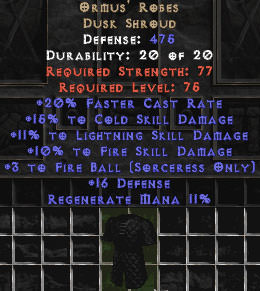 Ormus' Robes
Dusk Shroud
Defense: 475
Durability: 20 of 20
Required Strength: 77
Required Level: 75
+20% Faster Cast Rate
+15% to Cold Skill Damage
+11% to Lightning Skill Damage
+10% to Fire Skill Damage
+3 to Fire Ball (Sorceress Only)
+16 Defense
Regenerate Mana 11%